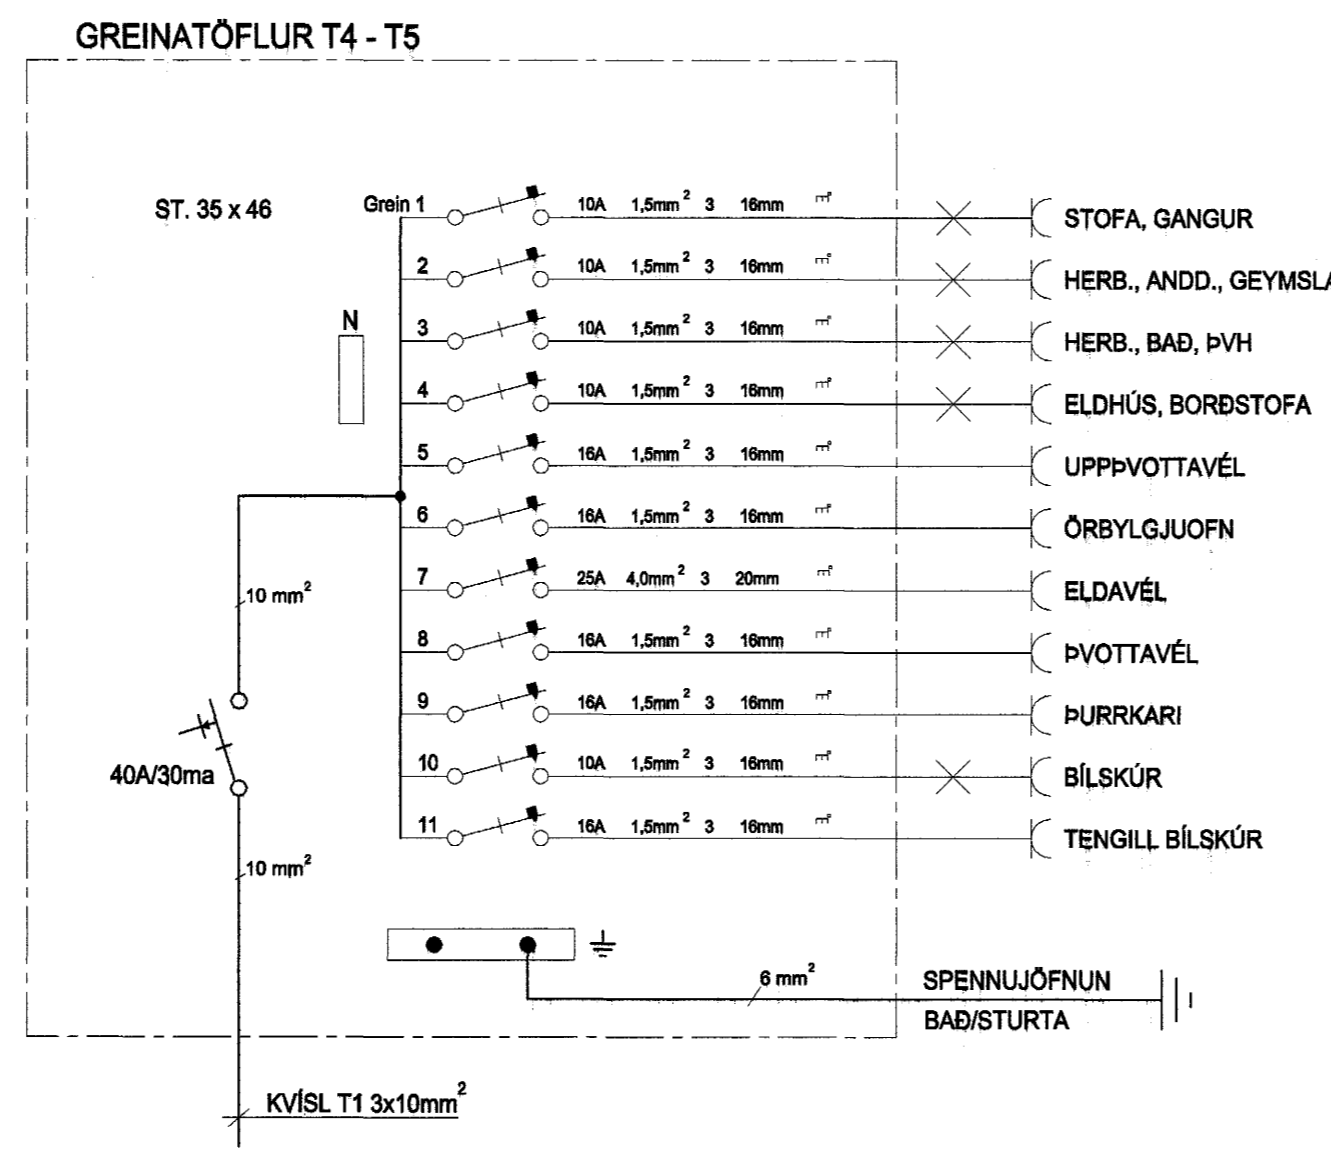 GREINATÖFLUR T4 - T5
ST. 35 x 46
Grein 1 10A 1,5mm² 3 16mm STOFA, GANGUR
2 10A 1,5mm² 3 16mm HERB., ANDD., GEYMSLA
N
3 10A 1,5mm² 3 16mm HERB., BAÐ, ÞVH
4 10A 1,5mm² 3 16mm ELDHÚS, BORÐSTOFA
5 16A 1,5mm² 3 16mm UPPÞVOTTAVÉL
6 16A 1,5mm² 3 16mm ÖRBYLGJUOFN
7 25A 4,0mm² 3 20mm ELDAVÉL
10 mm²
8 16A 1,5mm² 3 16mm ÞVOTTAVÉL
9 16A 1,5mm² 3 16mm ÞURRKARI
40A/30ma
10 10A 1,5mm² 3 16mm BÍLSKÚR
11 16A 1,5mm² 3 16mm TENGILL BÍLSKÚR
10 mm²
6 mm² SPENNUJÖFNUN
BAÐ/STURTA
KVÍSL T1 3x10mm²